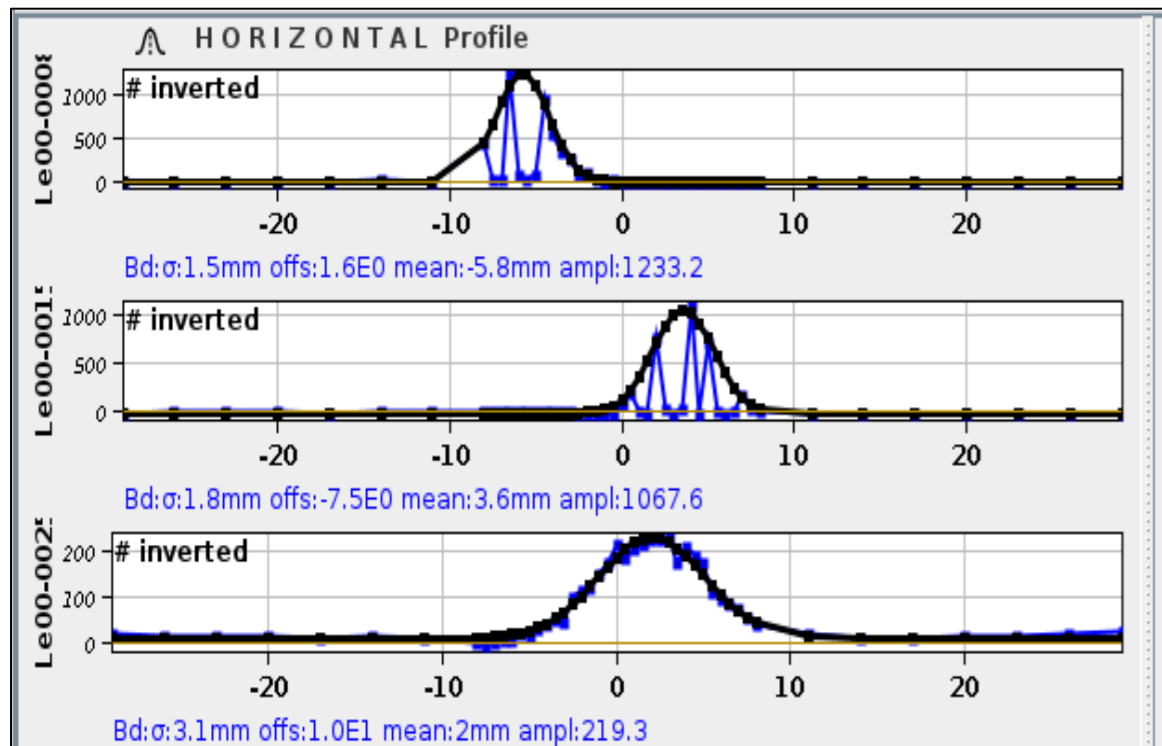 HORIZONTAL Profile
# inverted
1000
500
0
-20 -10 0 10 20
Bd:σ:1.5mm offs:1.6E0 mean:-5.8mm ampl:1233.2
# inverted
1000
500
0
-20 -10 0 10 20
Bd:σ:1.8mm offs:-7.5E0 mean:3.6mm ampl:1067.6
# inverted
200
100
0
-20 -10 0 10 20
Bd:σ:3.1mm offs:1.0E1 mean:2mm ampl:219.3